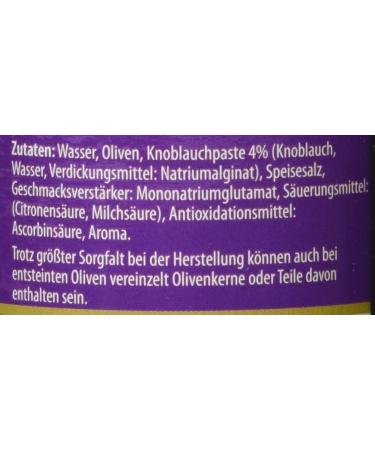 Zutaten: Wasser, Oliven, Knoblauchpaste 4% (Knoblauch,
Wasser, Verdickungsmittel: Natriumalginat), Speisesalz,
Geschmacksverstärker: Mononatriumglutamat, Säuerungsmittel:
(Citronensäure, Milchsäure), Antioxidationsmittel:
Ascorbinsäure, Aroma.
Trotz größter Sorgfalt bei der Herstellung können auch bei
entsteinten Oliven vereinzelt Olivenkerne oder Teile davon
enthalten sein.